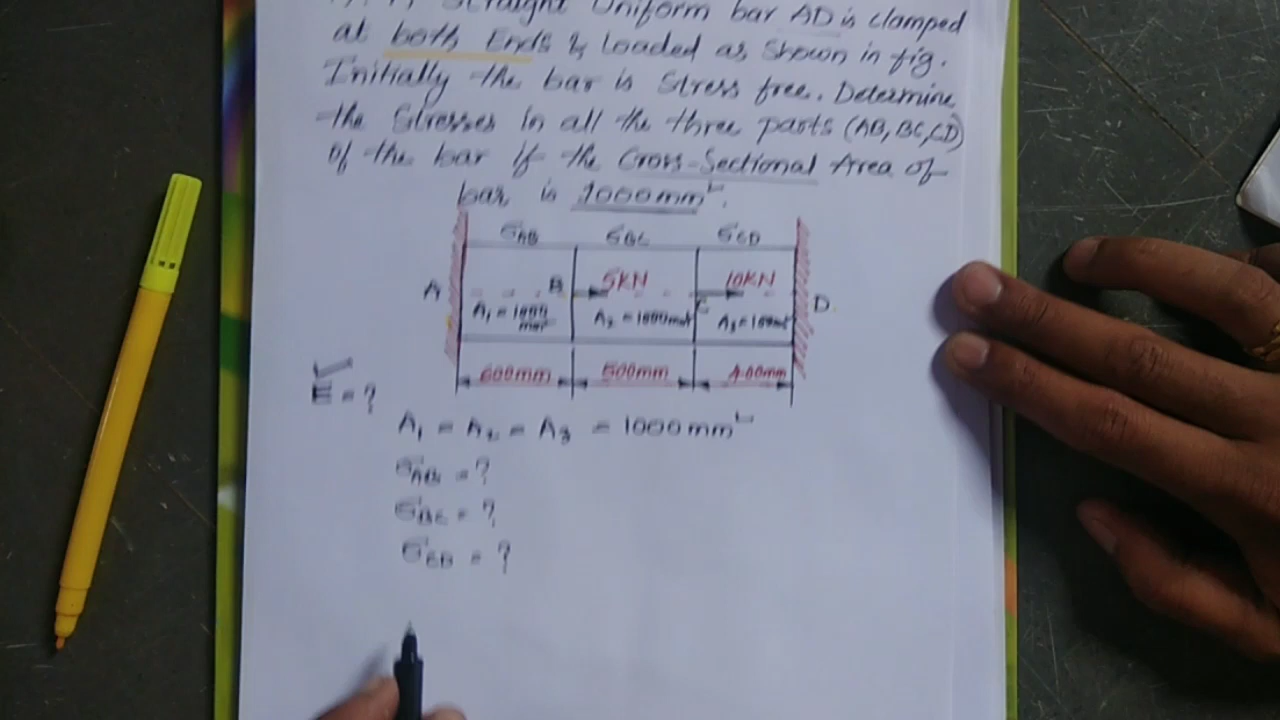 Straight Uniform bar AD is clamped
at both Ends & Loaded as Shown in fig.
Initially the bar is Stress free. Determine
the Stresses in all the three parts (AB, BC, CD)
of the bar if the Cross-Sectional Area of
bar is 1000mm²
σAB σBC σCD
A B 5KN C 10KN D
A₁ = 1000 mm² A₂ = 1000mm² A₃ = 1000mm²
600mm 500mm 400mm
E = ?
A₁ = A₂ = A₃ = 1000mm²
σAB = ?
σBC = ?
σCD = ?